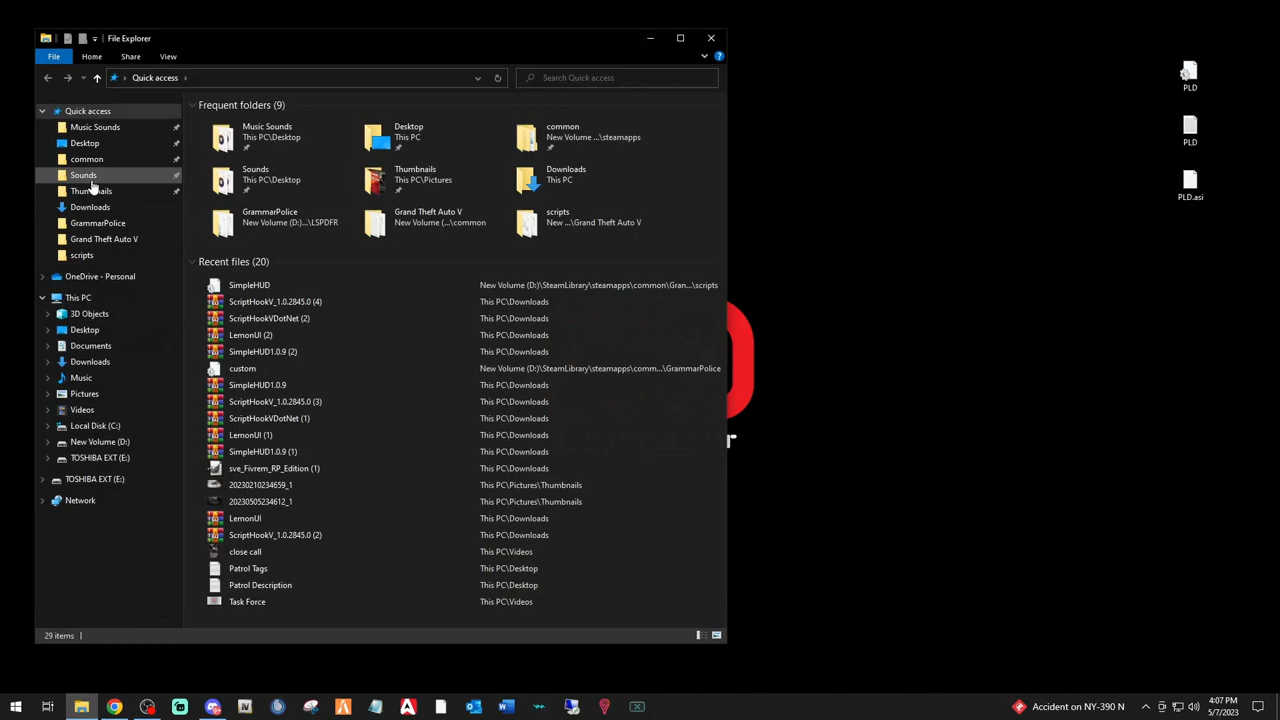 File Explorer
File Home Share View
Quick access
Search Quick access
Quick access
Music Sounds
Desktop
common
Sounds
Thumbnails
Downloads
GrammarPolice
Grand Theft Auto V
scripts
OneDrive - Personal
This PC
3D Objects
Desktop
Documents
Downloads
Music
Pictures
Videos
Local Disk (C:)
New Volume (D:)
TOSHIBA EXT (E:)
TOSHIBA EXT (E:)
Network
Frequent folders (9)
Music Sounds
This PC\Desktop
Desktop
This PC
common
New Volume ...\steamapps
Sounds
This PC\Desktop
Thumbnails
This PC\Pictures
Downloads
This PC
GrammarPolice
New Volume (D:)...\LSPDFR
Grand Theft Auto V
New Volume (...\common
scripts
New ...\Grand Theft Auto V
Recent files (20)
SimpleHUD New Volume (D:)\SteamLibrary\steamapps\common\Gran...\scripts
ScriptHookV_1.0.2845.0 (4) This PC\Downloads
ScriptHookVDotNet (2) This PC\Downloads
LemonUI (2) This PC\Downloads
SimpleHUD1.0.9 (2) This PC\Downloads
custom New Volume (D:)\SteamLibrary\steamapps\comm...\GrammarPolice
SimpleHUD1.0.9 This PC\Downloads
ScriptHookV_1.0.2845.0 (3) This PC\Downloads
ScriptHookVDotNet (1) This PC\Downloads
LemonUI (1) This PC\Downloads
SimpleHUD1.0.9 (1) This PC\Downloads
sve_Fivrem_RP_Edition (1) This PC\Downloads
20230210234659_1 This PC\Pictures\Thumbnails
20230505234612_1 This PC\Pictures\Thumbnails
LemonUI This PC\Downloads
ScriptHookV_1.0.2845.0 (2) This PC\Downloads
close call This PC\Videos
Patrol Tags This PC\Desktop
Patrol Description This PC\Desktop
Task Force This PC\Videos
29 items
PLD
PLD
PLD.asi
Accident on NY-390 N
4:07 PM
5/7/2023